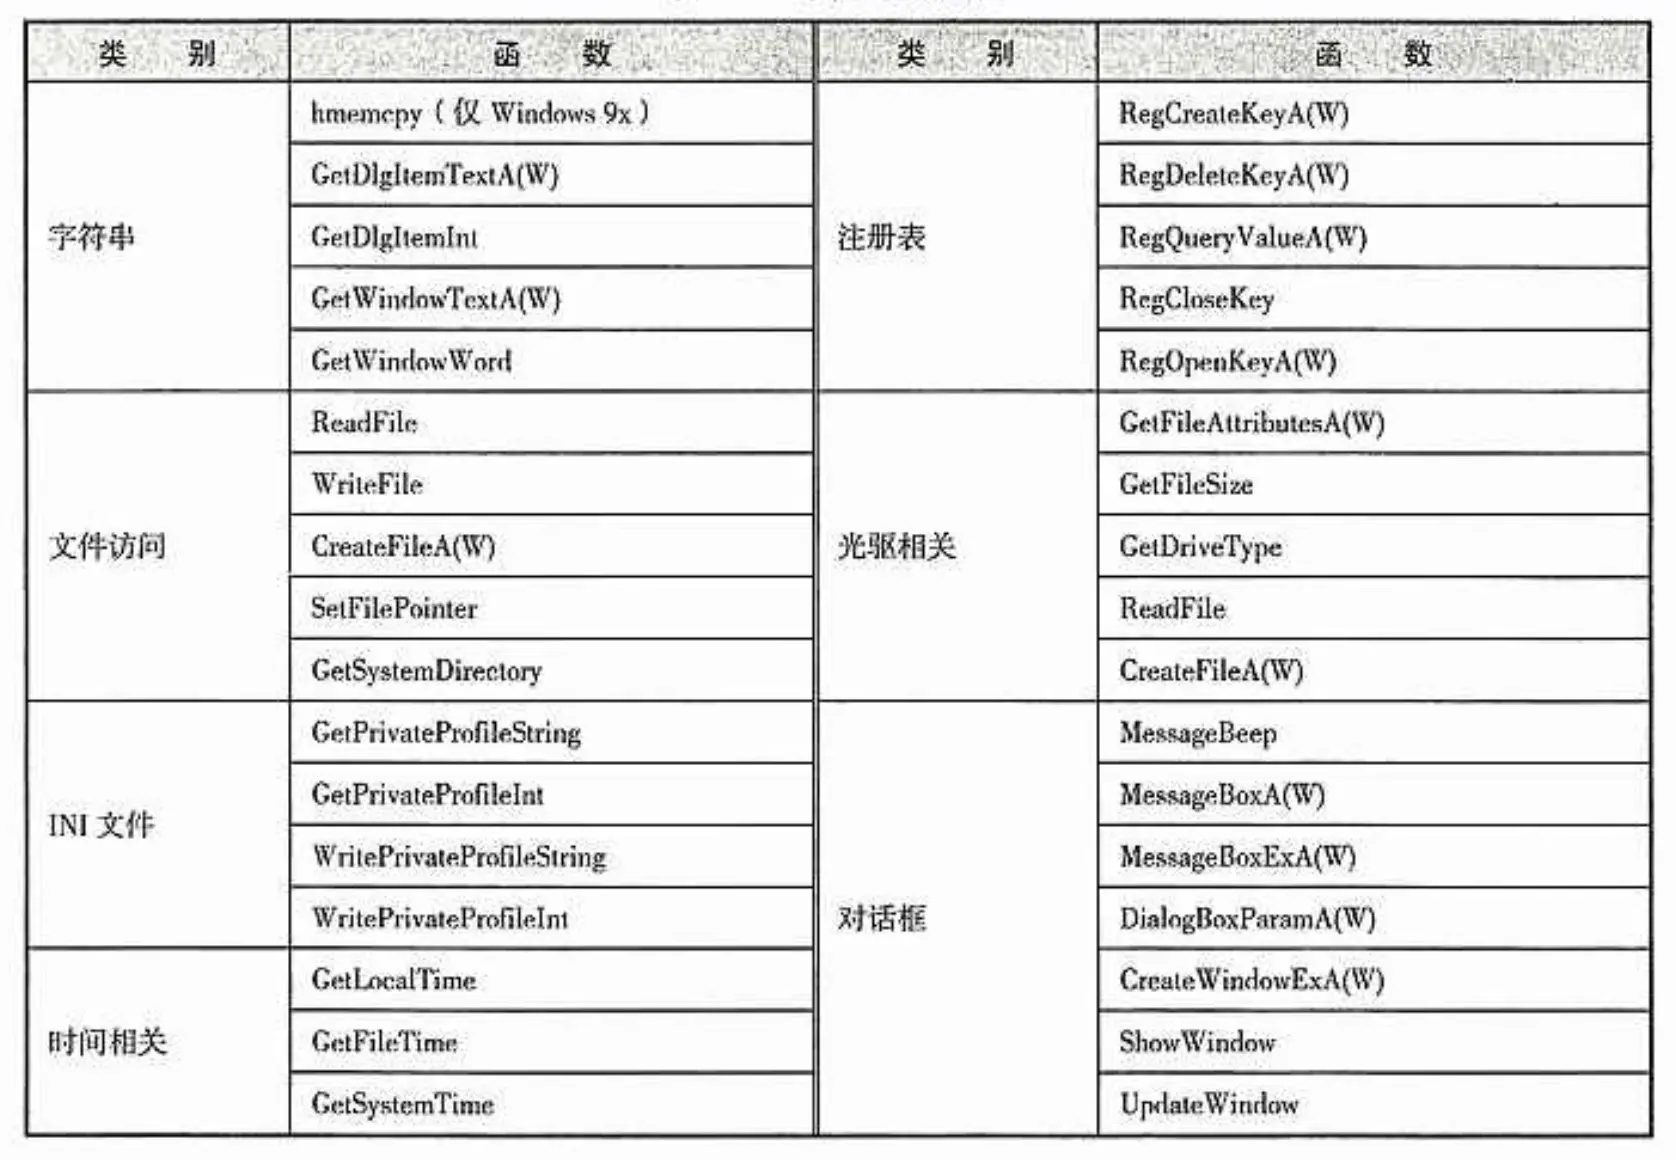 类 别 函 数 类 别 函 数
字符串 hmemcpy（仅 Windows 9x） 注册表 RegCreateKeyA(W)
GetDlgItemTextA(W) RegDeleteKeyA(W)
GetDlgItemInt RegQueryValueA(W)
GetWindowTextA(W) RegCloseKey
GetWindowWord RegOpenKeyA(W)
文件访问 ReadFile 光驱相关 GetFileAttributesA(W)
WriteFile GetFileSize
CreateFileA(W) GetDriveType
SetFilePointer ReadFile
GetSystemDirectory CreateFileA(W)
INI 文件 GetPrivateProfileString 对话框 MessageBeep
GetPrivateProfileInt MessageBoxA(W)
WritePrivateProfileString MessageBoxExA(W)
WritePrivateProfileInt DialogBoxParamA(W)
时间相关 GetLocalTime CreateWindowExA(W)
GetFileTime ShowWindow
GetSystemTime UpdateWindow